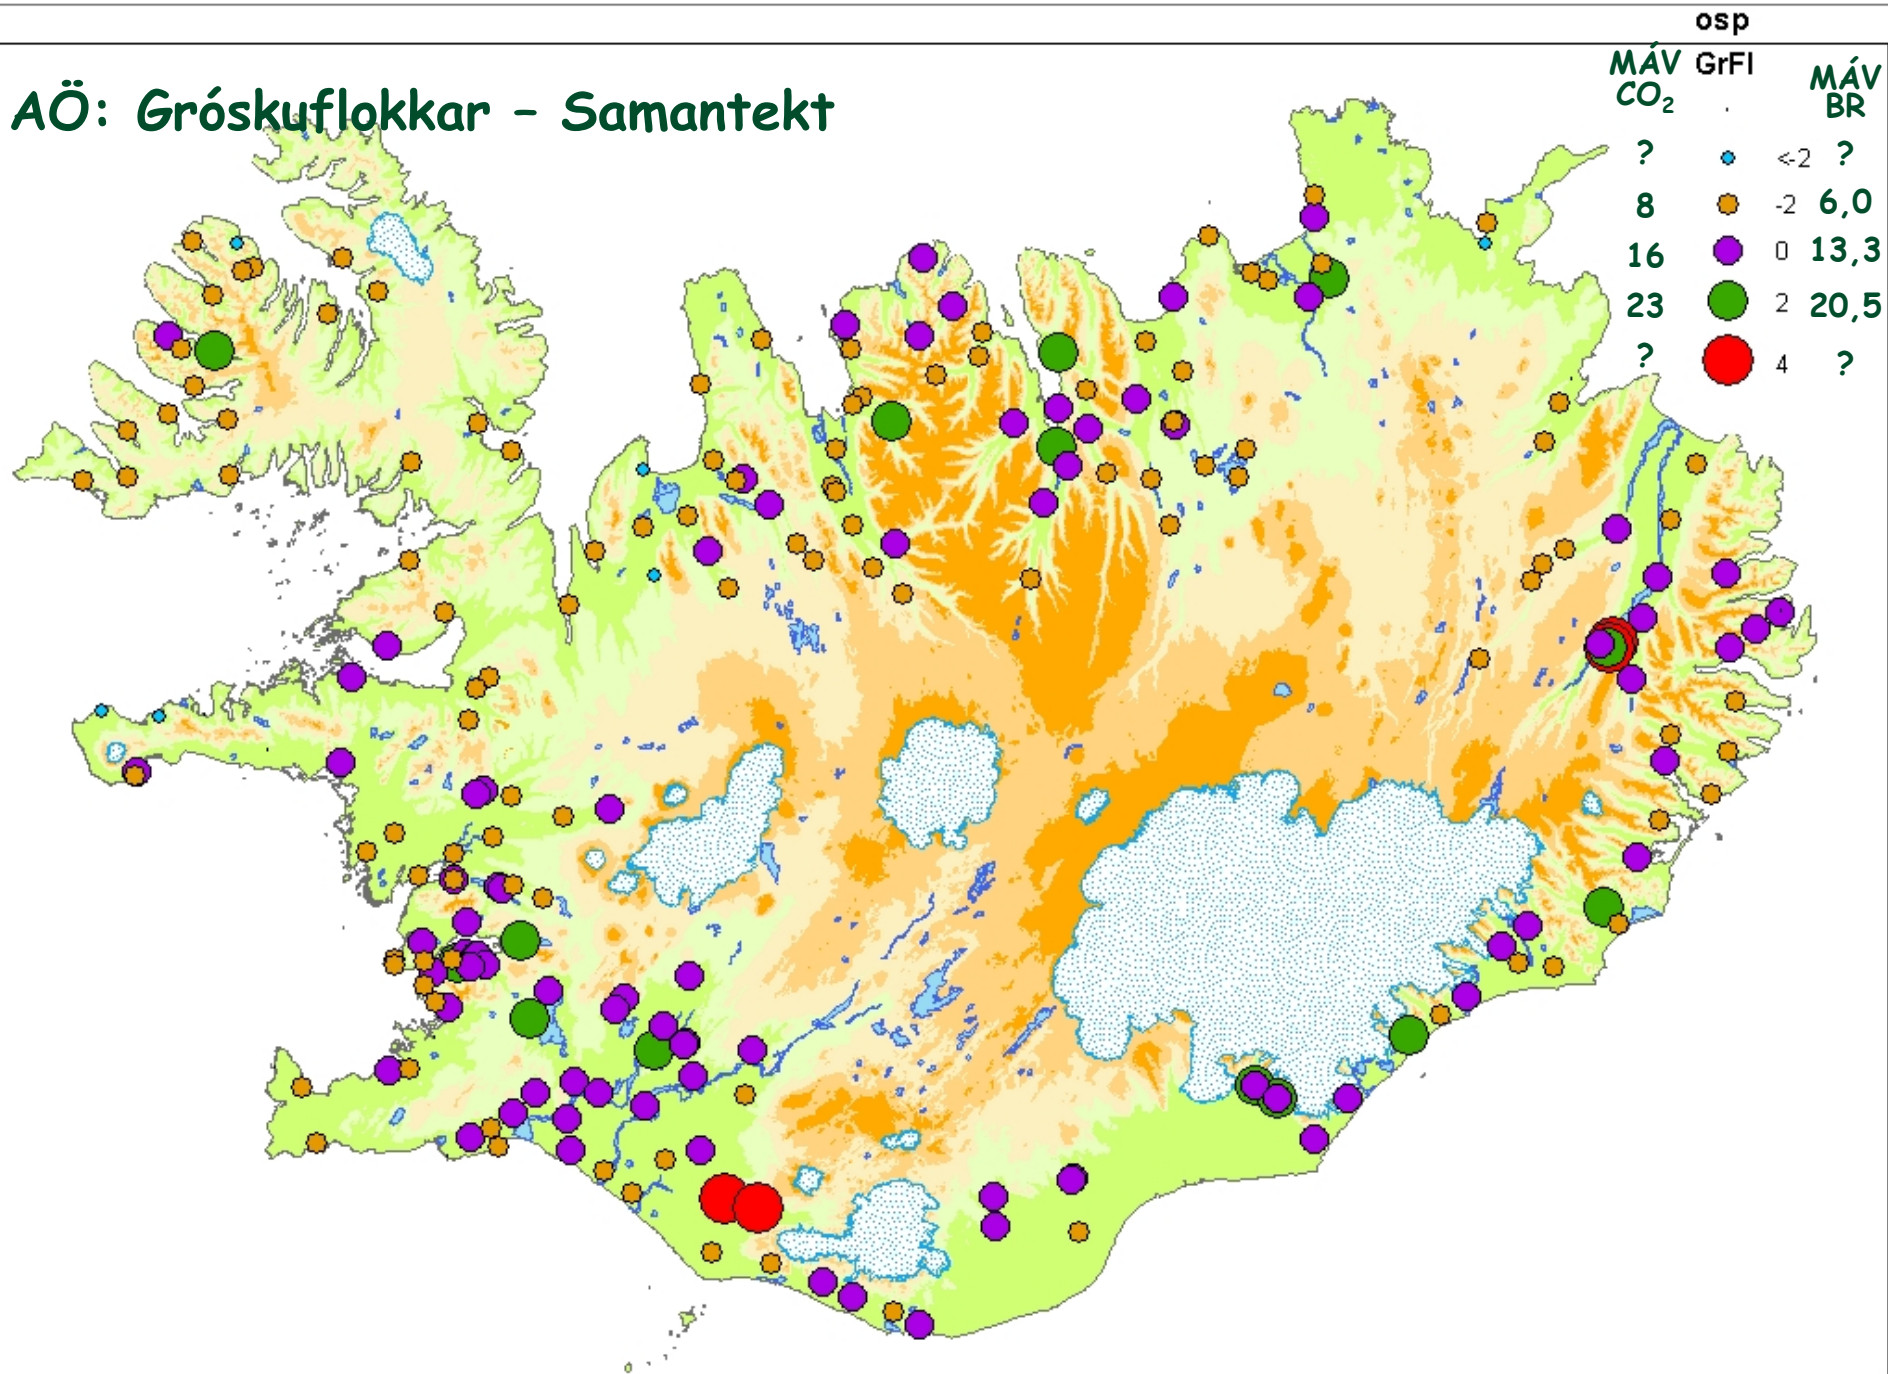 osp
AÖ: Gróskuflokkar – Samantekt
MÁV CO₂ GrFl MÁV BR
? <-2 ?
8 -2 6,0
16 0 13,3
23 2 20,5
? 4 ?